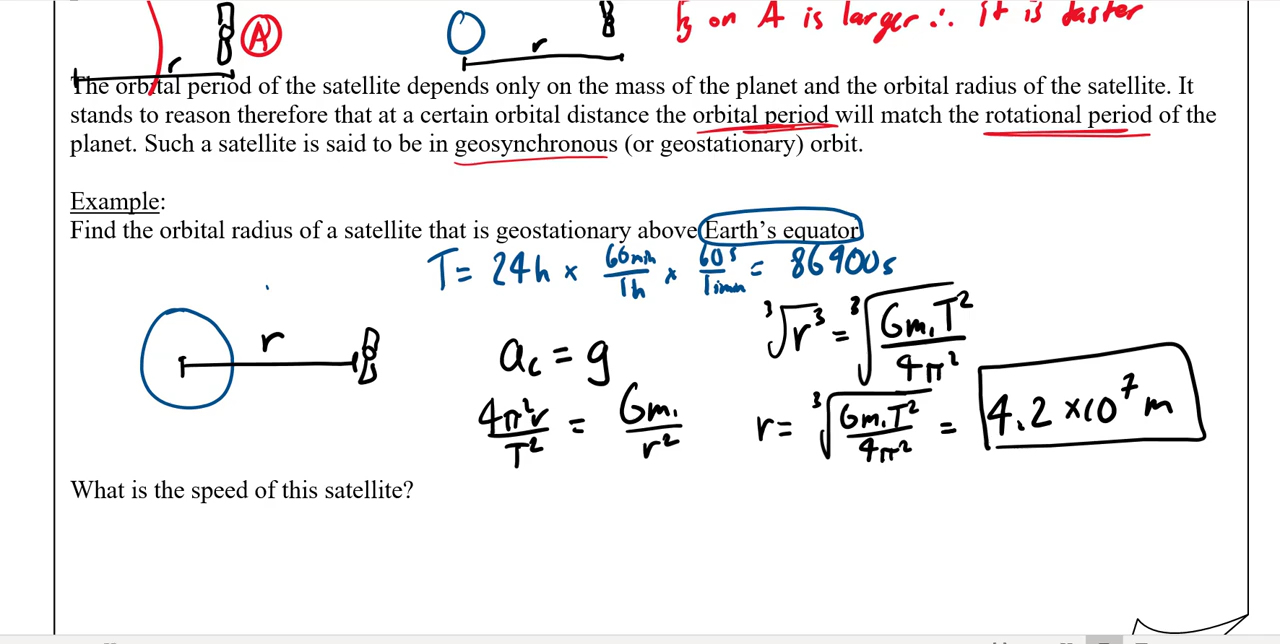 r Ⓐ
r
on A is larger ∴ it is faster
The orbital period of the satellite depends only on the mass of the planet and the orbital radius of the satellite. It
stands to reason therefore that at a certain orbital distance the orbital period will match the rotational period of the
planet. Such a satellite is said to be in geosynchronous (or geostationary) orbit.
Example:
Find the orbital radius of a satellite that is geostationary above Earth's equator.
T = 24h × 60min/1h × 60s/1min = 86400s
r
a_c = g
4π²r/T² = Gm₁/r²
³√r³ = ³√(Gm₁T²/4π²)
r = ³√(Gm₁T²/4π²) = 4.2 ×10⁷ m
What is the speed of this satellite?